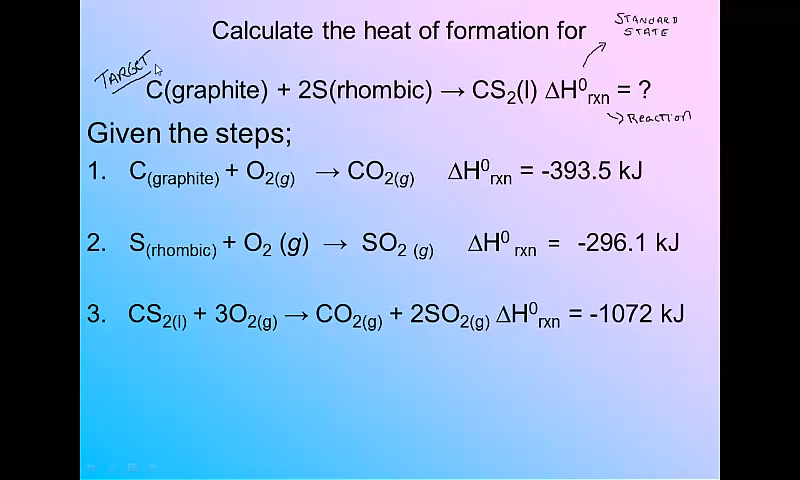 Calculate the heat of formation for
STANDARD
STATE
TARGET
C(graphite) + 2S(rhombic) → CS₂(l) ΔH⁰rxn = ?
↳ REACTION
Given the steps;
1. C(graphite) + O₂(g) → CO₂(g) ΔH⁰rxn = -393.5 kJ
2. S(rhombic) + O₂ (g) → SO₂ (g) ΔH⁰ rxn = -296.1 kJ
3. CS₂(l) + 3O₂(g) → CO₂(g) + 2SO₂(g) ΔH⁰rxn = -1072 kJ